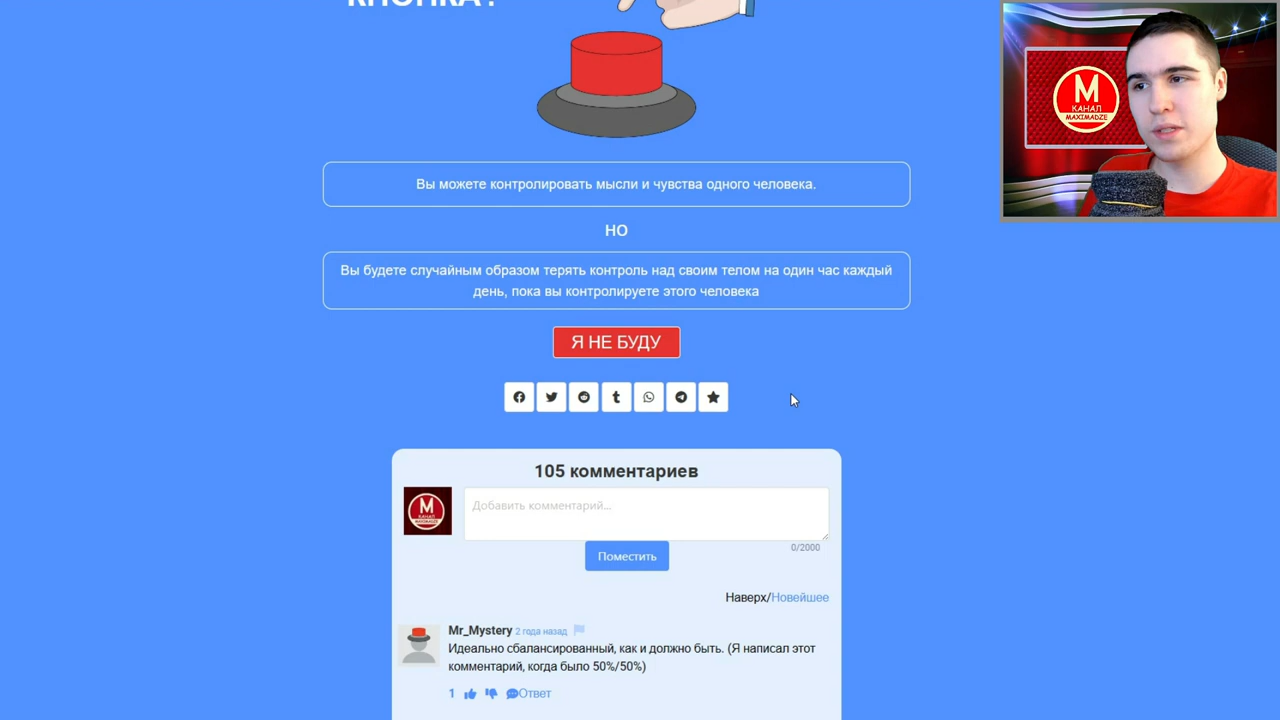 КНОПКА?
М
КАНАЛ
MAXIMADZE
Вы можете контролировать мысли и чувства одного человека.
НО
Вы будете случайным образом терять контроль над своим телом на один час каждый
день, пока вы контролируете этого человека
Я НЕ БУДУ
105 комментариев
М
КАНАЛ
MAXIMADZE
Добавить комментарий...
0/2000
Поместить
Наверх/Новейшее
Mr_Mystery 2 года назад
Идеально сбалансированный, как и должно быть. (Я написал этот
комментарий, когда было 50%/50%)
1 Ответ